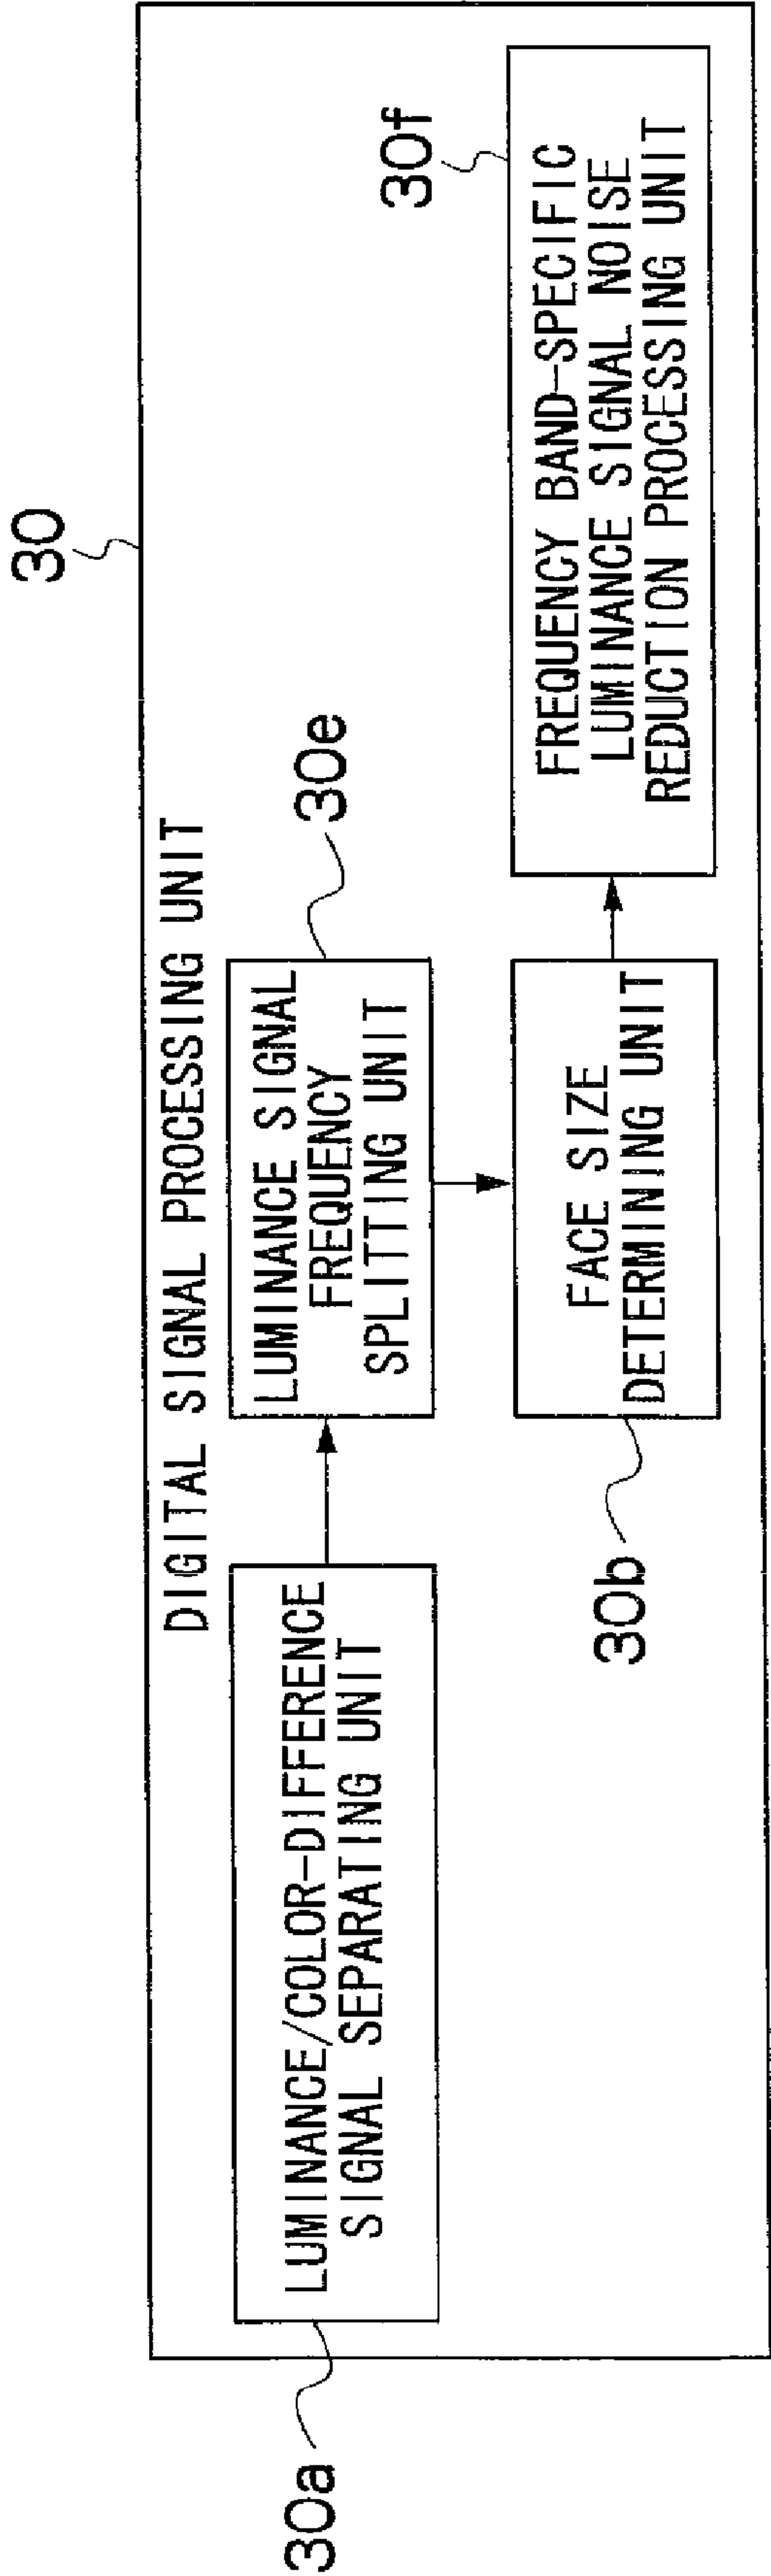 30
DIGITAL SIGNAL PROCESSING UNIT
30a
LUMINANCE/COLOR-DIFFERENCE
SIGNAL SEPARATING UNIT
LUMINANCE SIGNAL
FREQUENCY
SPLITTING UNIT
30e
30b
FACE SIZE
DETERMINING UNIT
30f
FREQUENCY BAND-SPECIFIC
LUMINANCE SIGNAL NOISE
REDUCTION PROCESSING UNIT